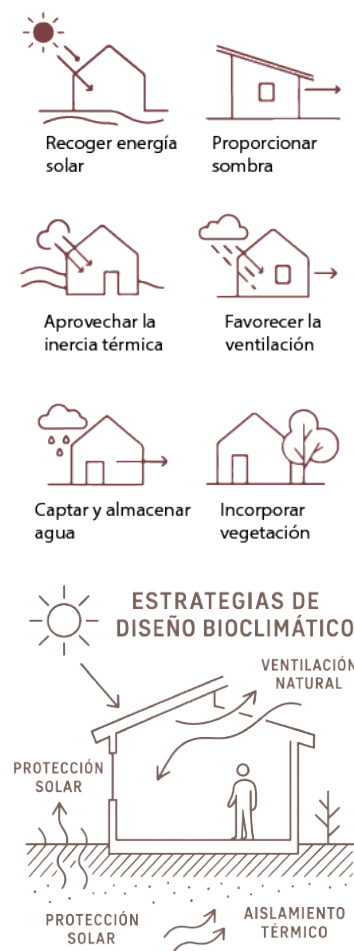 Recoger energía
solar
Proporcionar
sombra
Aprovechar la
inercia térmica
Favorecer la
ventilación
Captar y almacenar
agua
Incorporar
vegetación
ESTRATEGIAS DE
DISEÑO BIOCLIMÁTICO
VENTILACIÓN
NATURAL
PROTECCIÓN
SOLAR
PROTECCIÓN
SOLAR
AISLAMIENTO
TÉRMICO